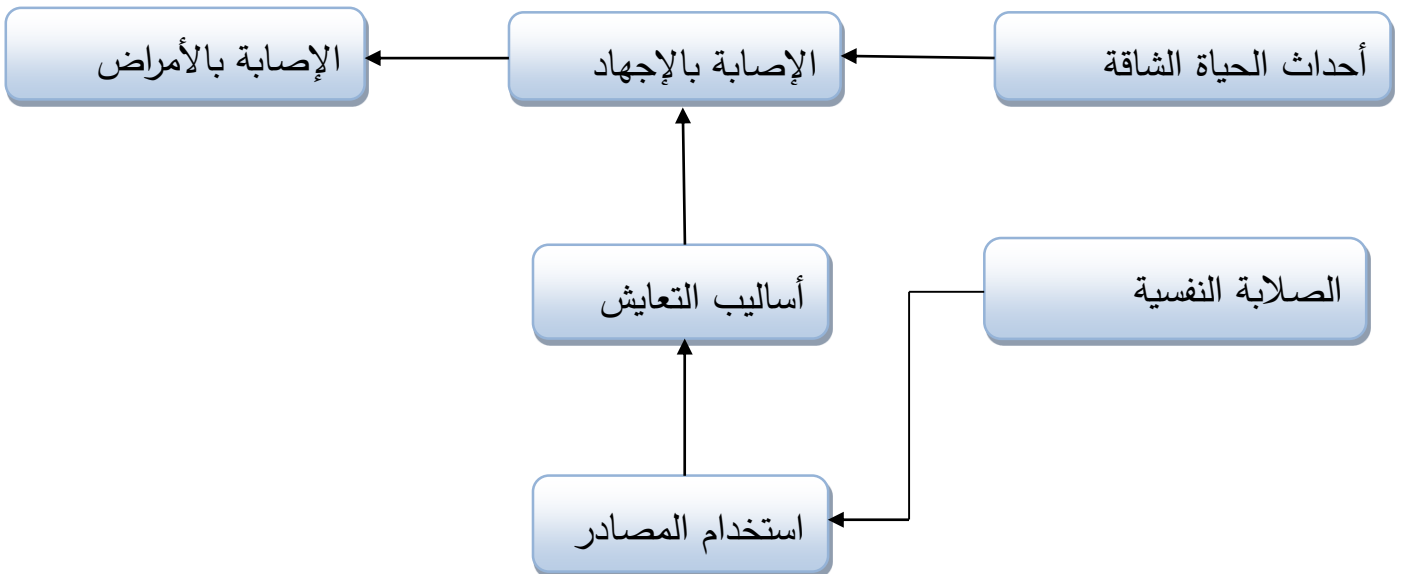 أحداث الحياة الشاقة
الإصابة بالإجهاد
الإصابة بالأمراض
الصلابة النفسية
أساليب التعايش
استخدام المصادر